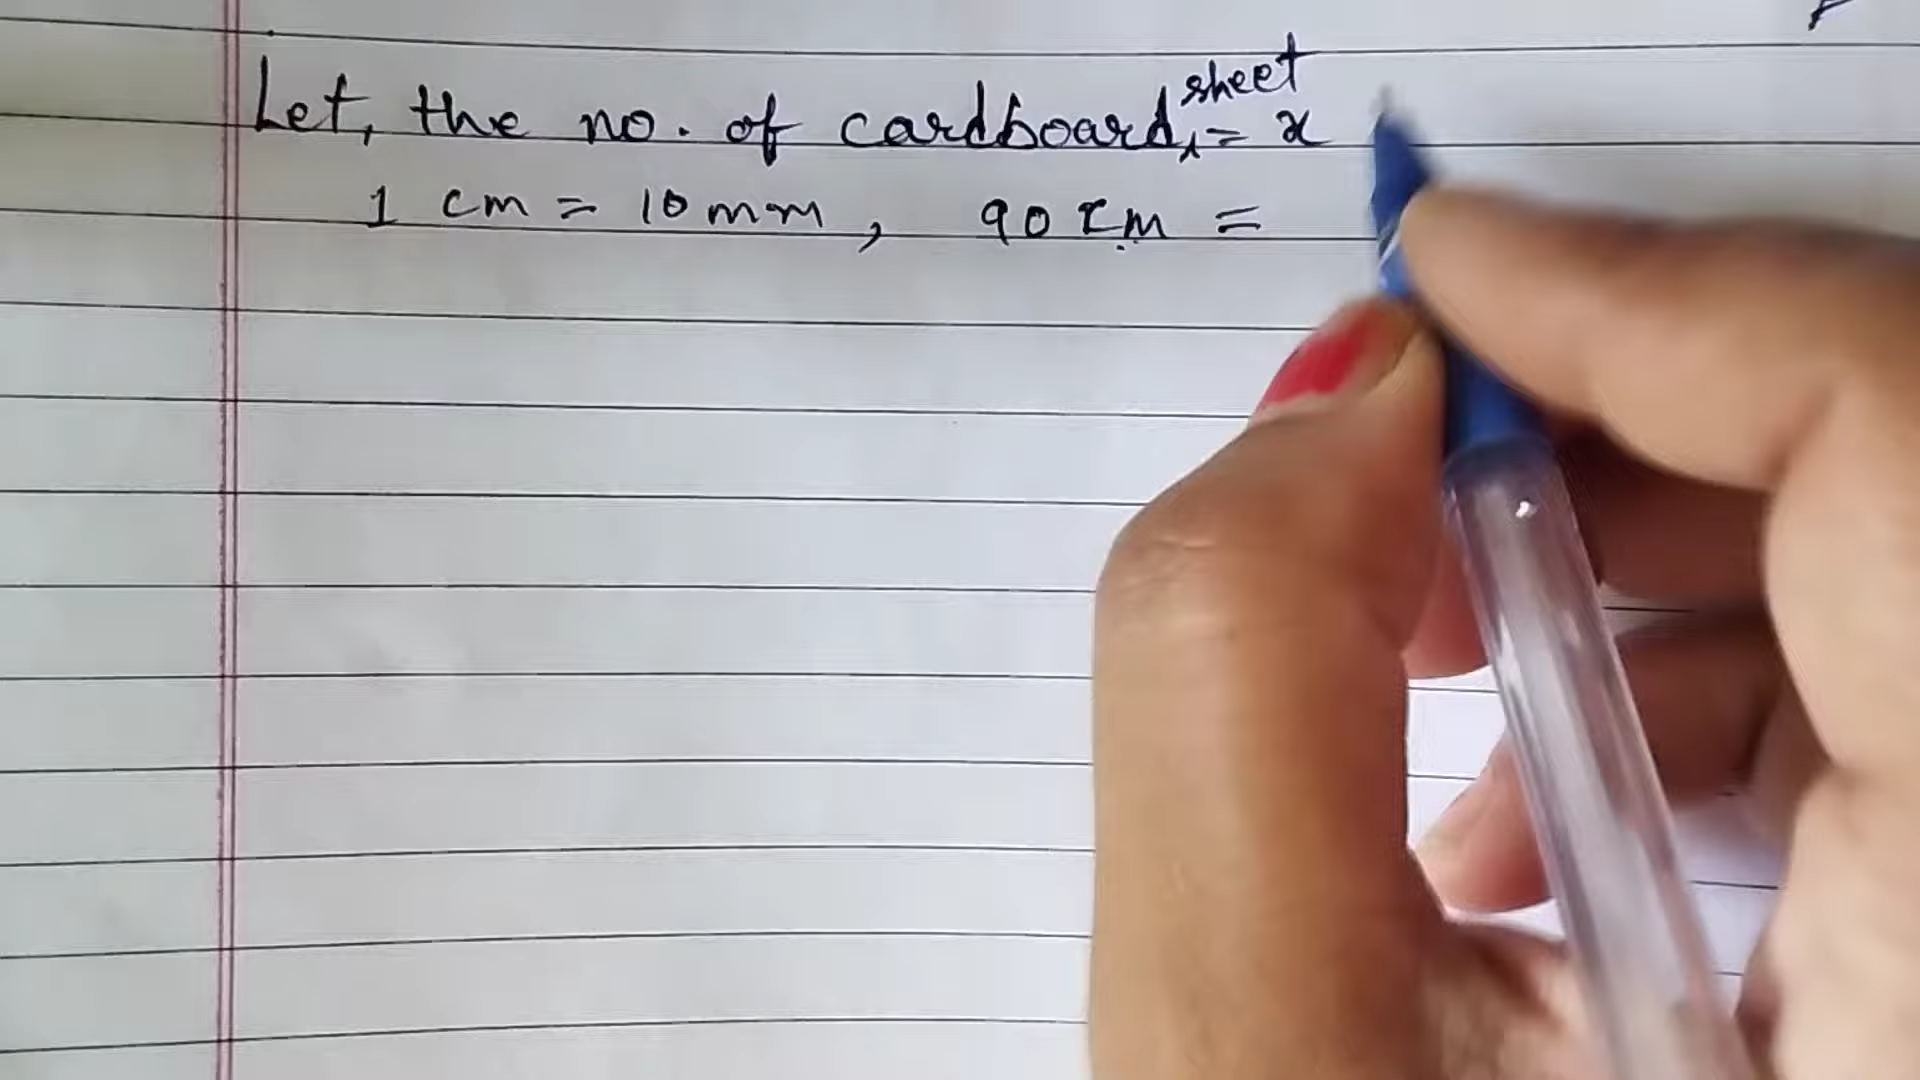 Let, the no. of cardboard sheet = x
1 cm = 10 mm, 90 cm =